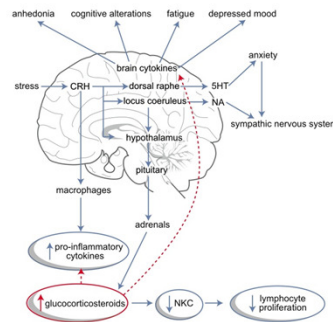 anhedonia
cognitive alterations
fatigue
depressed mood
brain cytokines
anxiety
stress
CRH
dorsal raphe
5HT
locus coeruleus
NA
sympathic nervous system
hypothalamus
pituitary
macrophages
adrenals
pro-inflammatory
cytokines
glucocorticosteroids
NKC
lymphocyte
proliferation